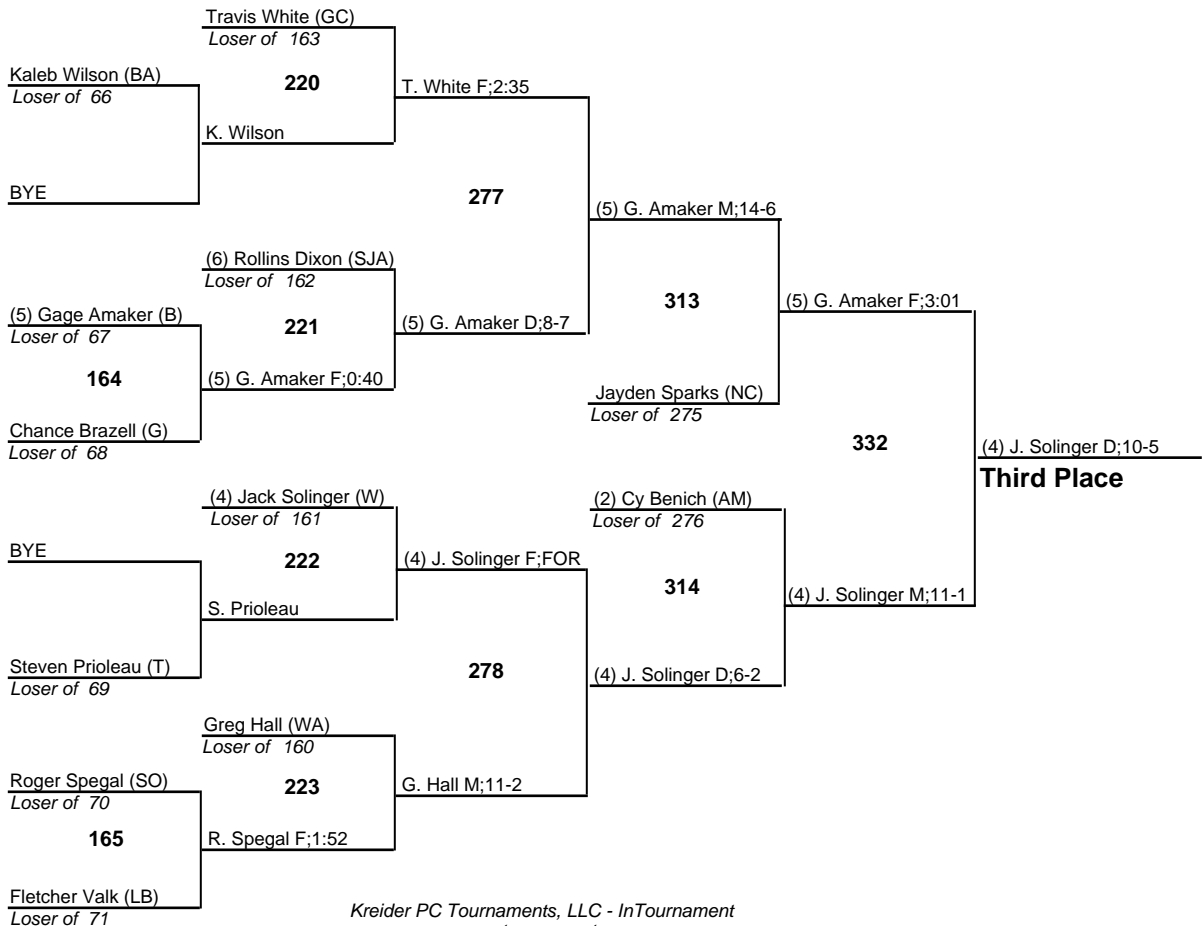 Travis White (GC)
Loser of 163
Kaleb Wilson (BA)
Loser of 66
220
T. White F;2:35
K. Wilson
BYE
277
(5) G. Amaker M;14-6
(6) Rollins Dixon (SJA)
Loser of 162
(5) Gage Amaker (B)
Loser of 67
221
(5) G. Amaker D;8-7
313
(5) G. Amaker F;3:01
164
(5) G. Amaker F;0:40
Jayden Sparks (NC)
Loser of 275
Chance Brazell (G)
Loser of 68
332
(4) J. Solinger D;10-5
Third Place
(4) Jack Solinger (W)
Loser of 161
(2) Cy Benich (AM)
Loser of 276
BYE
222
(4) J. Solinger F;FOR
314
S. Prioleau
(4) J. Solinger M;11-1
Steven Prioleau (T)
Loser of 69
278
(4) J. Solinger D;6-2
Greg Hall (WA)
Loser of 160
Roger Spegal (SO)
Loser of 70
223
G. Hall M;11-2
165
R. Spegal F;1:52
Fletcher Valk (LB)
Loser of 71
Kreider PC Tournaments, LLC - InTournament